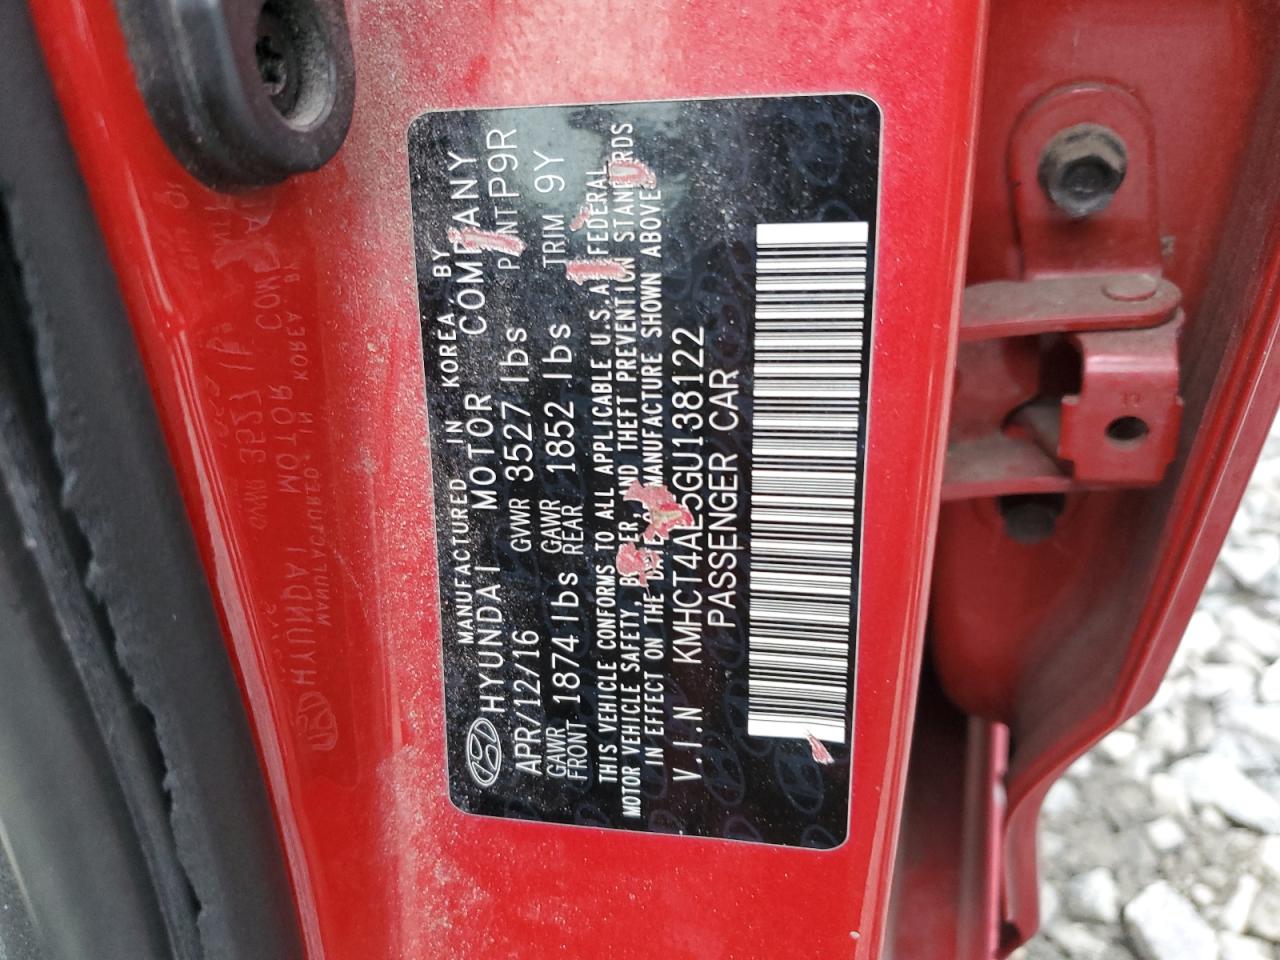 MANUFACTURED IN KOREA BY
HYUNDAI MOTOR COMPANY
APR/12/16 GVWR 3527 lbs PAINT P9R
GAWR FRONT 1874 lbs GAWR REAR 1852 lbs TRIM 9Y
THIS VEHICLE CONFORMS TO ALL APPLICABLE U.S.A FEDERAL
MOTOR VEHICLE SAFETY, BUMPER, AND THEFT PREVENTION STANDARDS
IN EFFECT ON THE DATE OF MANUFACTURE SHOWN ABOVE
V.I.N KMHCT4AE5GU138122
PASSENGER CAR